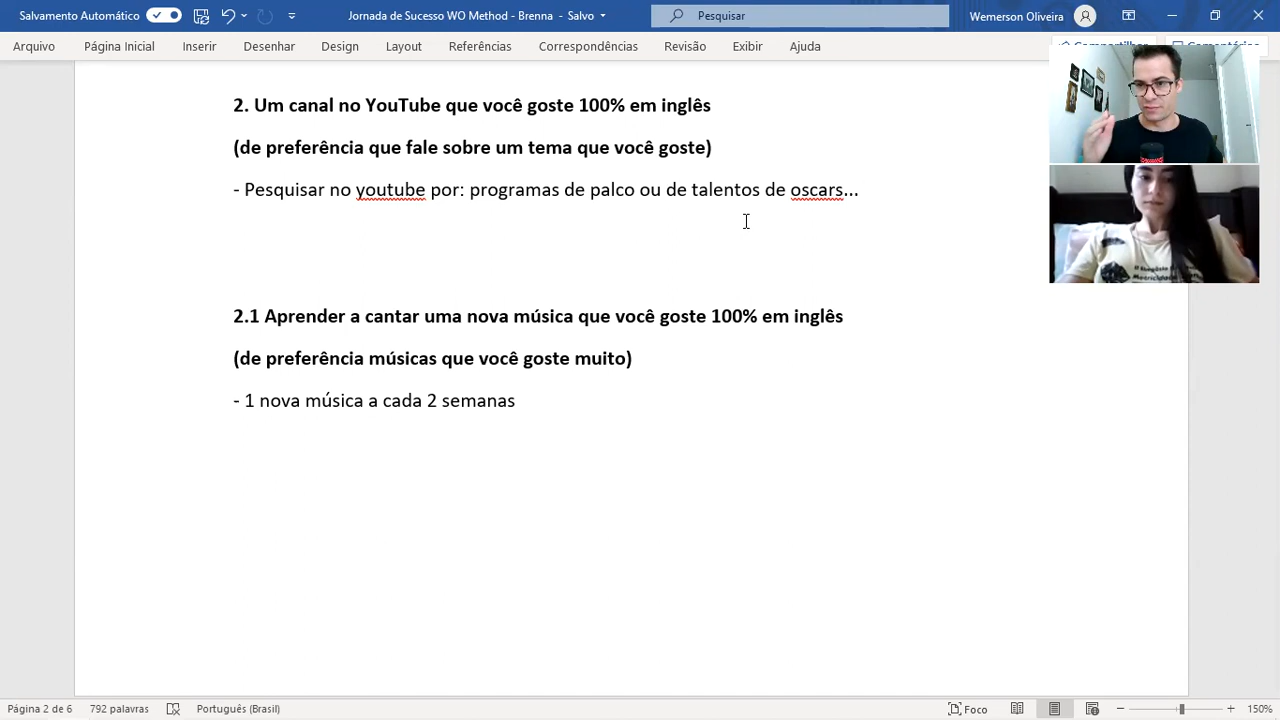 Salvamento Automático
Jornada de Sucesso WO Method - Brenna - Salvo
Pesquisar
Wemerson Oliveira
Arquivo Página Inicial Inserir Desenhar Design Layout Referências Correspondências Revisão Exibir Ajuda
Compartilhar Comentários
2. Um canal no YouTube que você goste 100% em inglês
(de preferência que fale sobre um tema que você goste)
- Pesquisar no youtube por: programas de palco ou de talentos de oscars...
2.1 Aprender a cantar uma nova música que você goste 100% em inglês
(de preferência músicas que você goste muito)
- 1 nova música a cada 2 semanas
Página 2 de 6 792 palavras Português (Brasil) Foco 150%